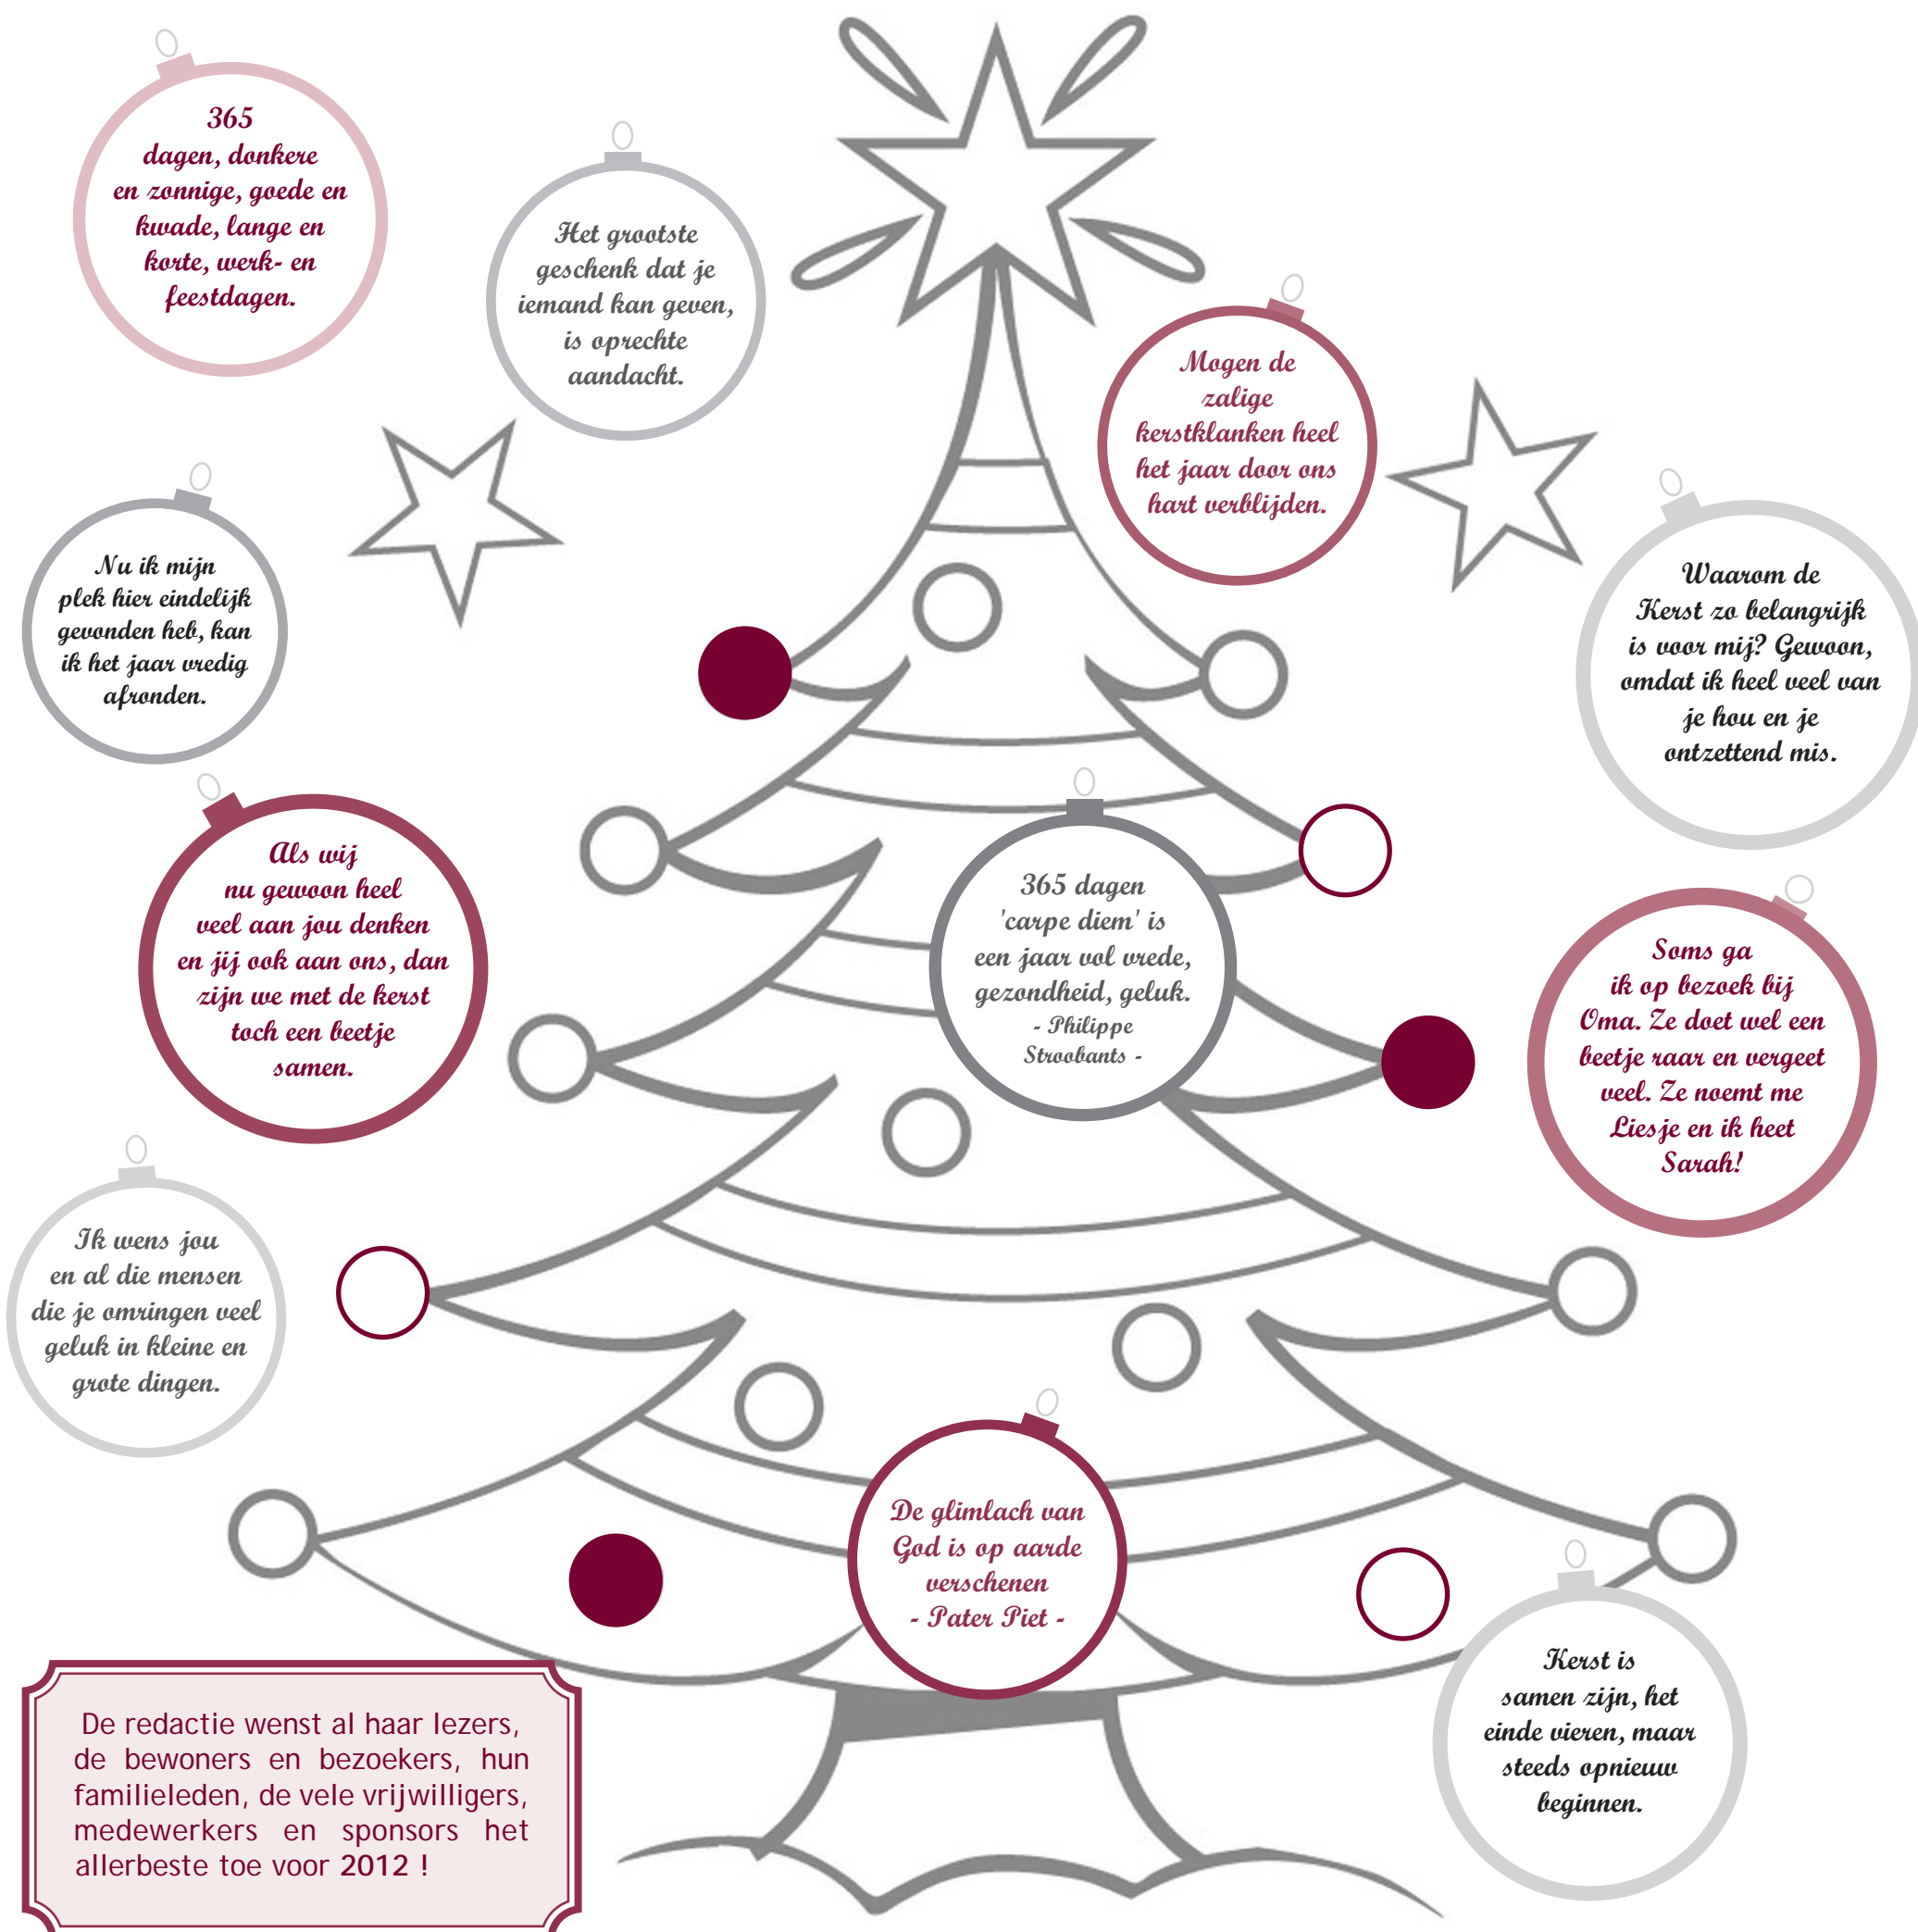 365
dagen, donkere
en zonnige, goede en
kwade, lange en
korte, werk- en
feestdagen.
Het grootste
geschenk dat je
iemand kan geven,
is oprechte
aandacht.
Mogen de
zalige
kerstklanken heel
het jaar door ons
hart verblijden.
Nu ik mijn
plek hier eindelijk
gevonden heb, kan
ik het jaar vredig
afronden.
Waarom de
Kerst zo belangrijk
is voor mij? Gewoon,
omdat ik heel veel van
je hou en je
ontzettend mis.
Als wij
nu gewoon heel
veel aan jou denken
en jij ook aan ons, dan
zijn we met de kerst
toch een beetje
samen.
365 dagen
'carpe diem' is
een jaar vol vrede,
gezondheid, geluk.
- Philippe
Stroobants -
Soms ga
ik op bezoek bij
Oma. Ze doet wel een
beetje raar en vergeet
veel. Ze noemt me
Liesje en ik heet
Sarah!
Ik wens jou
en al die mensen
die je omringen veel
geluk in kleine en
grote dingen.
De glimlach van
God is op aarde
verschenen
- Pater Piet -
Kerst is
samen zijn, het
einde vieren, maar
steeds opnieuw
beginnen.
De redactie wenst al haar lezers,
de bewoners en bezoekers, hun
familieleden, de vele vrijwilligers,
medewerkers en sponsors het
allerbeste toe voor 2012 !